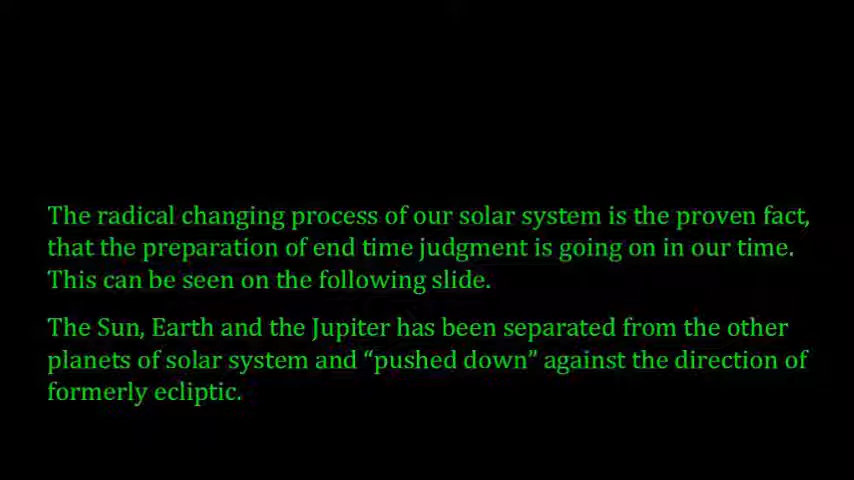 The radical changing process of our solar system is the proven fact,
that the preparation of end time judgment is going on in our time.
This can be seen on the following slide.
The Sun, Earth and the Jupiter has been separated from the other
planets of solar system and “pushed down” against the direction of
formerly ecliptic.